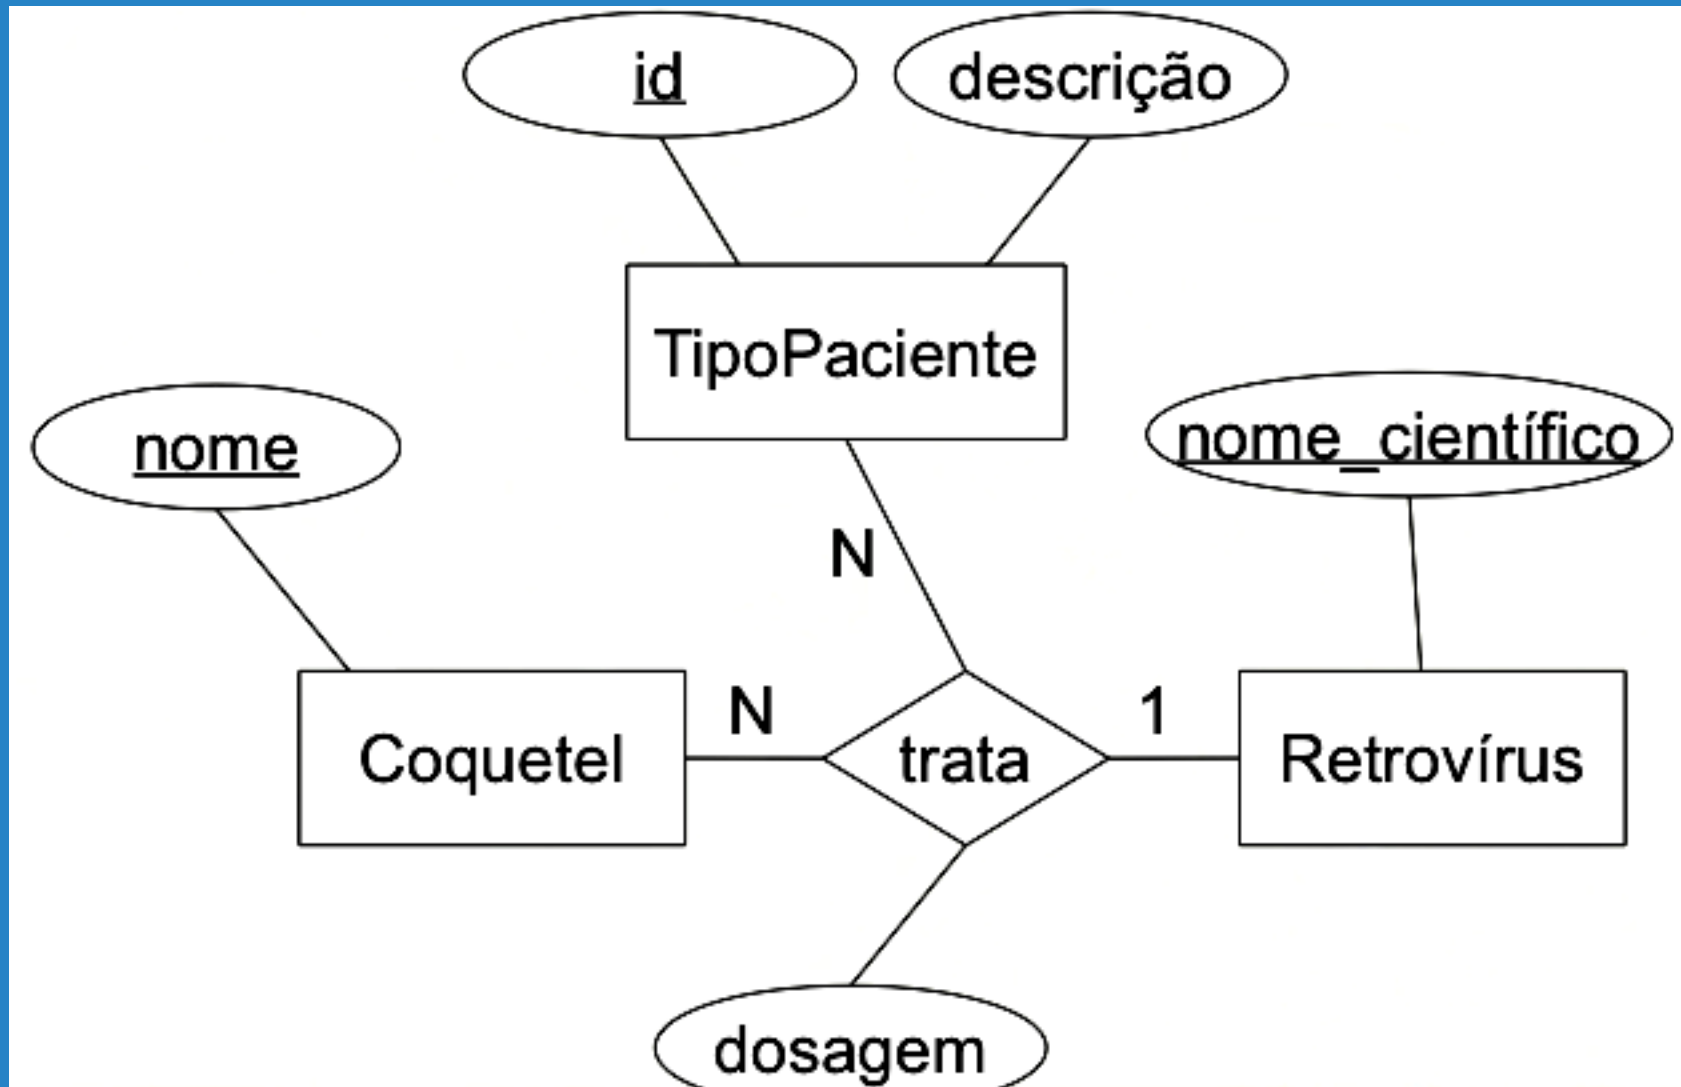 id
descrição
TipoPaciente
nome
nome_científico
N
N
1
Coquetel
trata
Retrovírus
dosagem